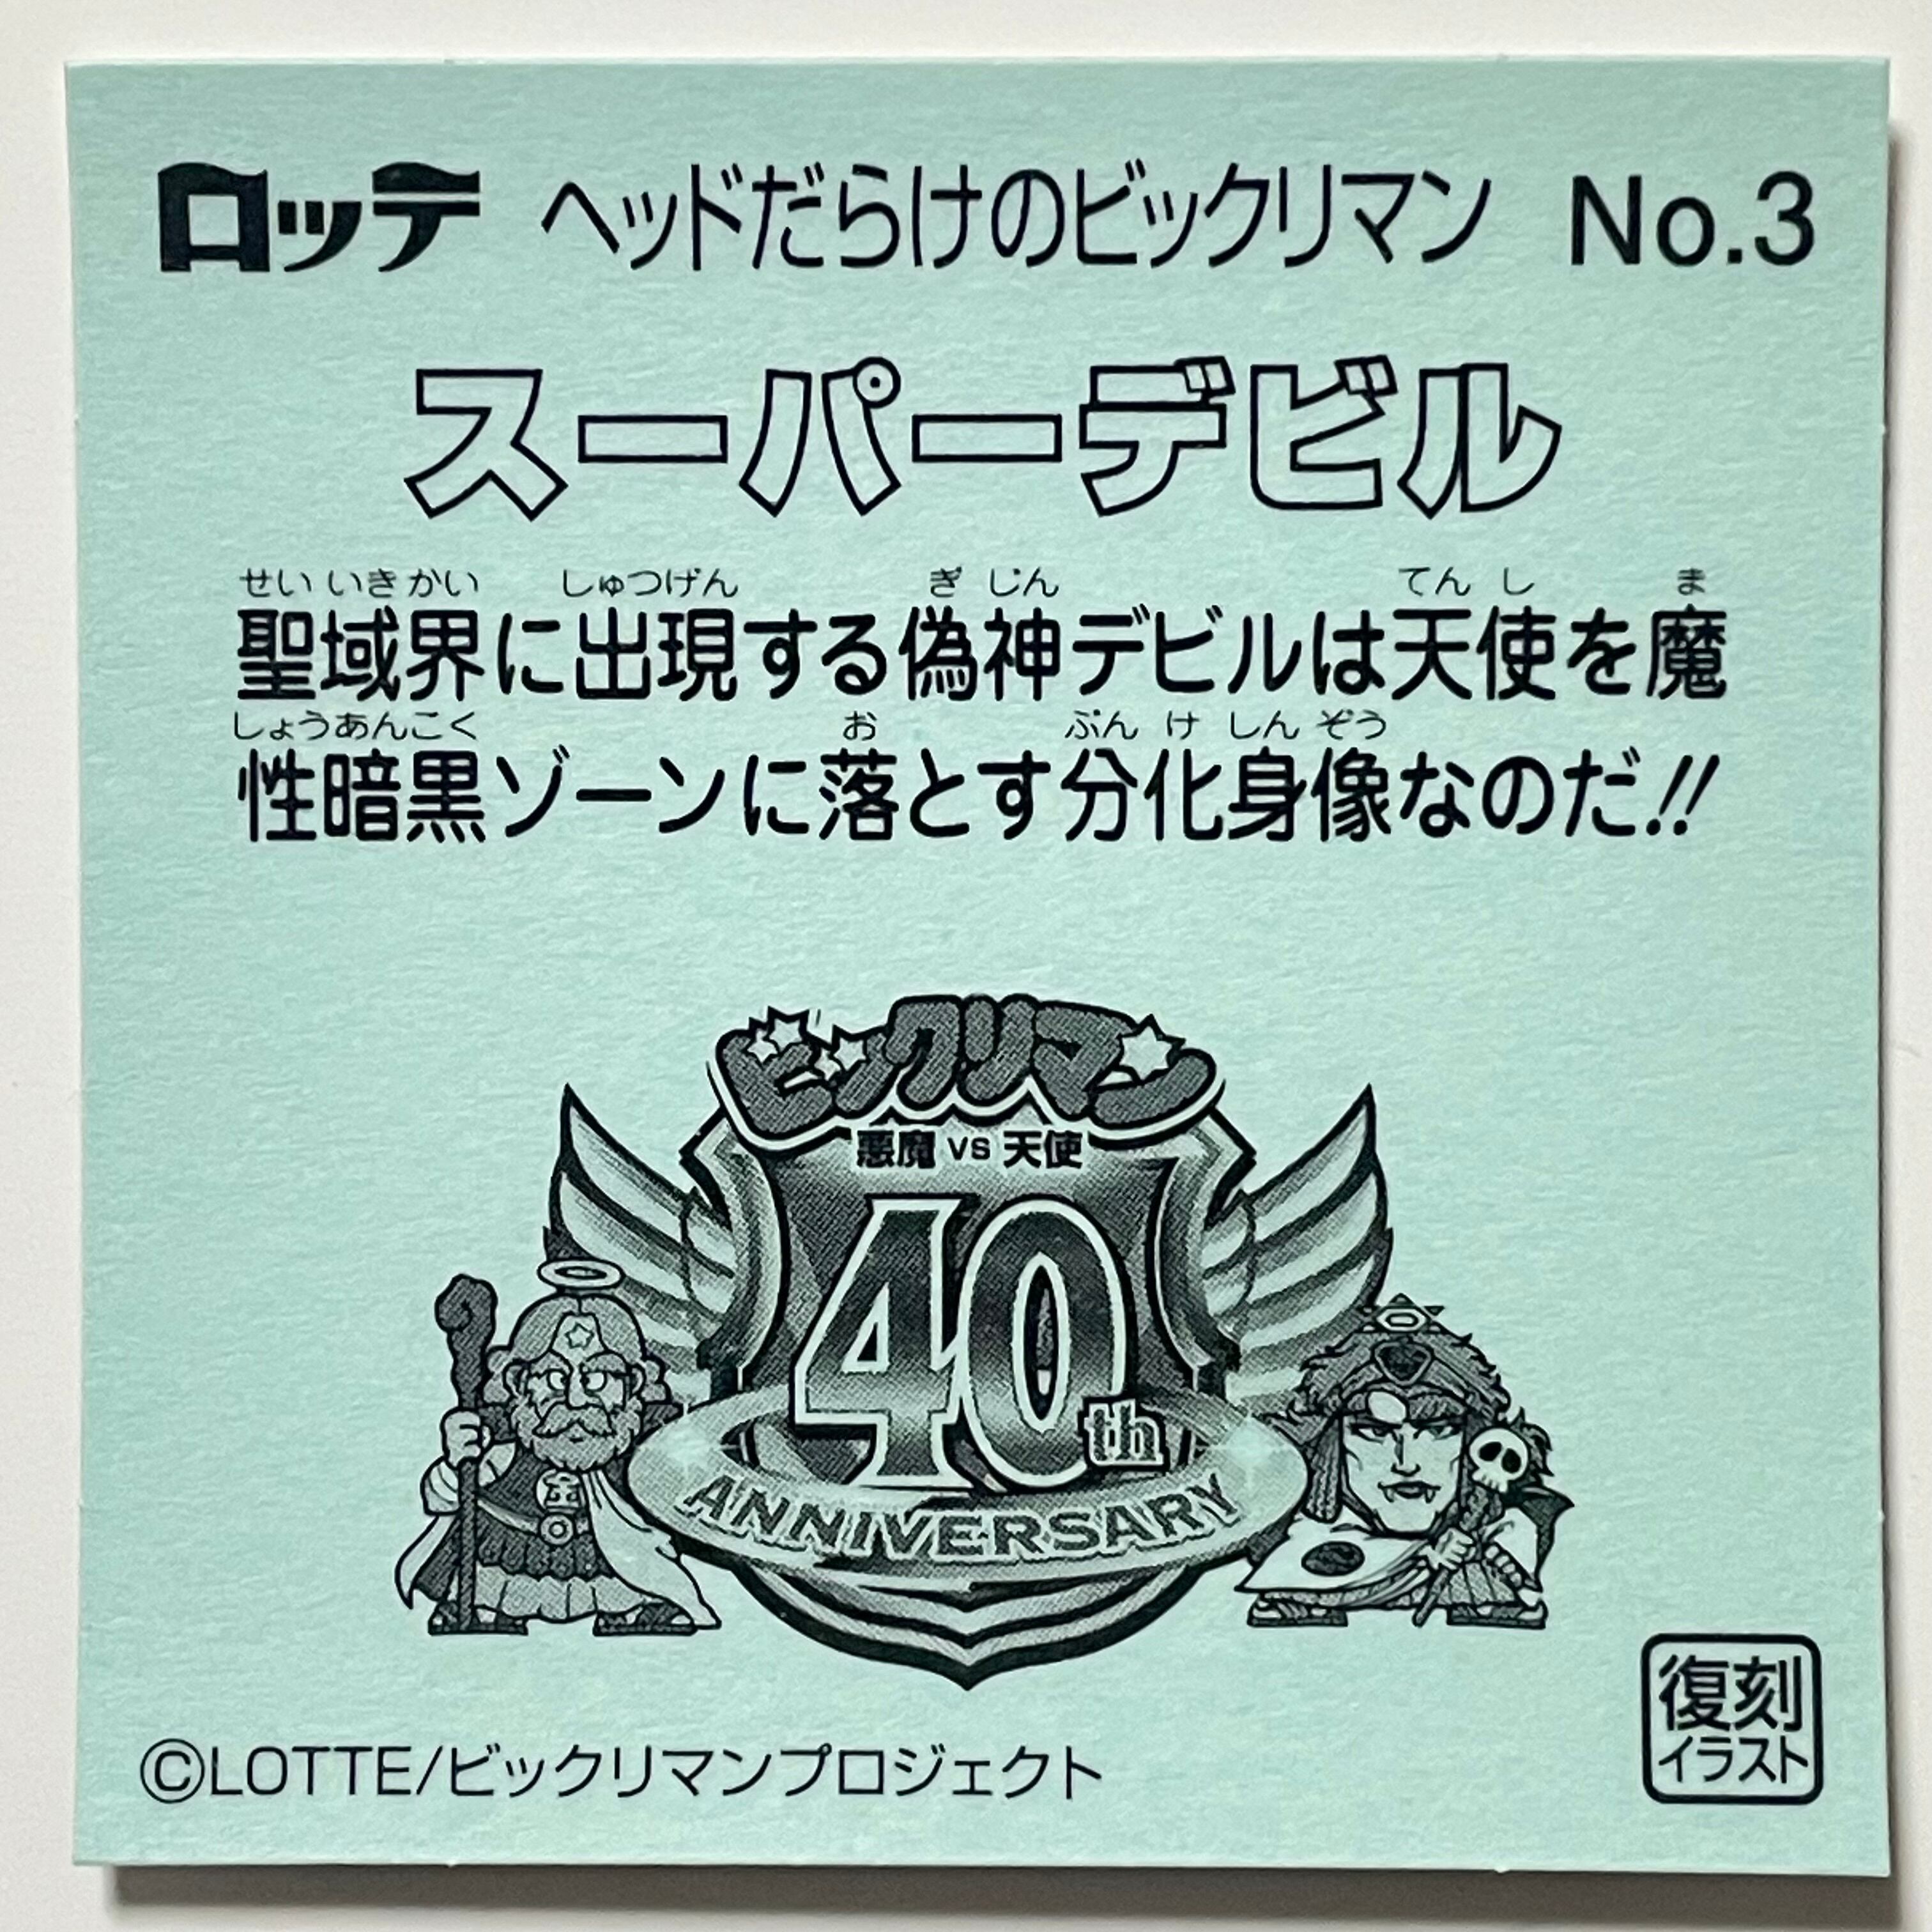 ロッテ ヘッドだらけのビックリマン No.3
スーパーデビル
せいいきかい しゅつげん ぎじん てんし ま
聖域界に出現する偽神デビルは天使を魔
しょうあんこく お ぶんけしんぞう
性暗黒ゾーンに落とす分化身像なのだ!!
ビックリマン
悪魔 VS 天使
40th
ANNIVERSARY
復刻
イラスト
©LOTTE/ビックリマンプロジェクト